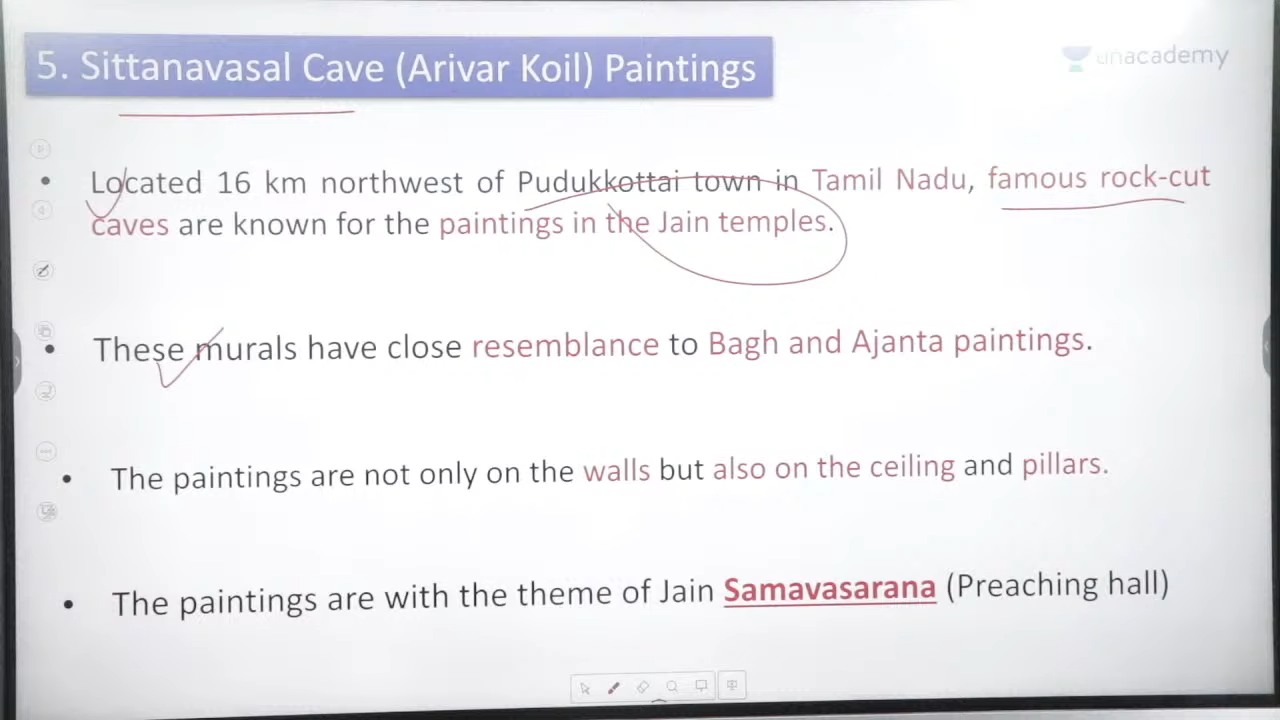 5. Sittanavasal Cave (Arivar Koil) Paintings
unacademy
• Located 16 km northwest of Pudukkottai town in Tamil Nadu, famous rock-cut
caves are known for the paintings in the Jain temples.
• These murals have close resemblance to Bagh and Ajanta paintings.
• The paintings are not only on the walls but also on the ceiling and pillars.
• The paintings are with the theme of Jain Samavasarana (Preaching hall)